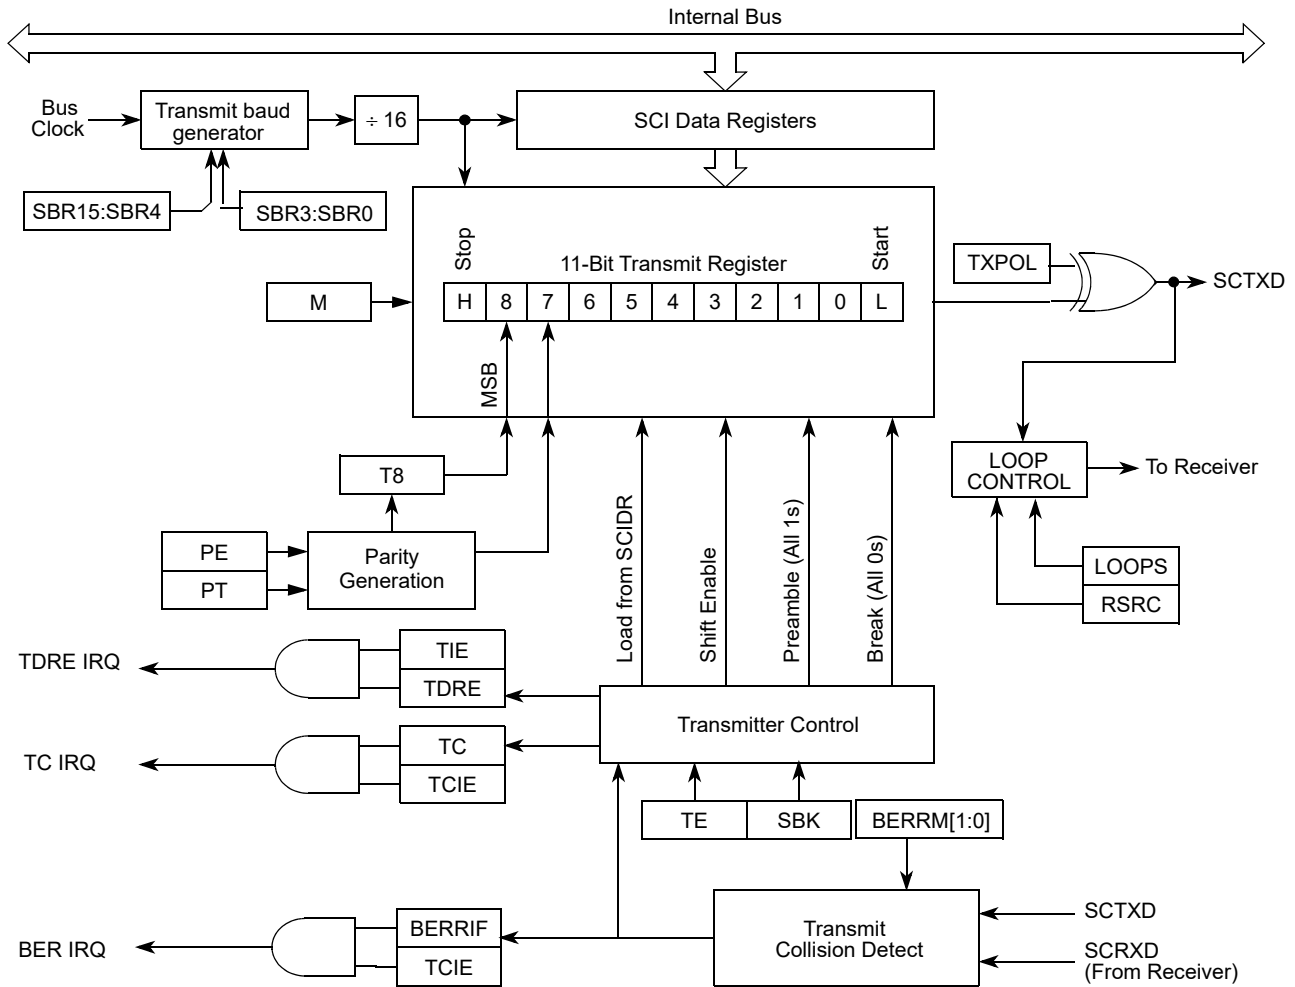 Internal Bus
Bus
Clock
Transmit baud
generator
÷ 16
SCI Data Registers
SBR15:SBR4
SBR3:SBR0
Stop
11-Bit Transmit Register
Start
M
H 8 7 6 5 4 3 2 1 0 L
TXPOL
SCTXD
MSB
T8
LOOP
CONTROL
To Receiver
PE
PT
Parity
Generation
Load from SCIDR
Shift Enable
Preamble (All 1s)
Break (All 0s)
LOOPS
RSRC
TDRE IRQ
TIE
TDRE
Transmitter Control
TC IRQ
TC
TCIE
TE
SBK
BERRM[1:0]
BER IRQ
BERRIF
TCIE
Transmit
Collision Detect
SCTXD
SCRXD
(From Receiver)